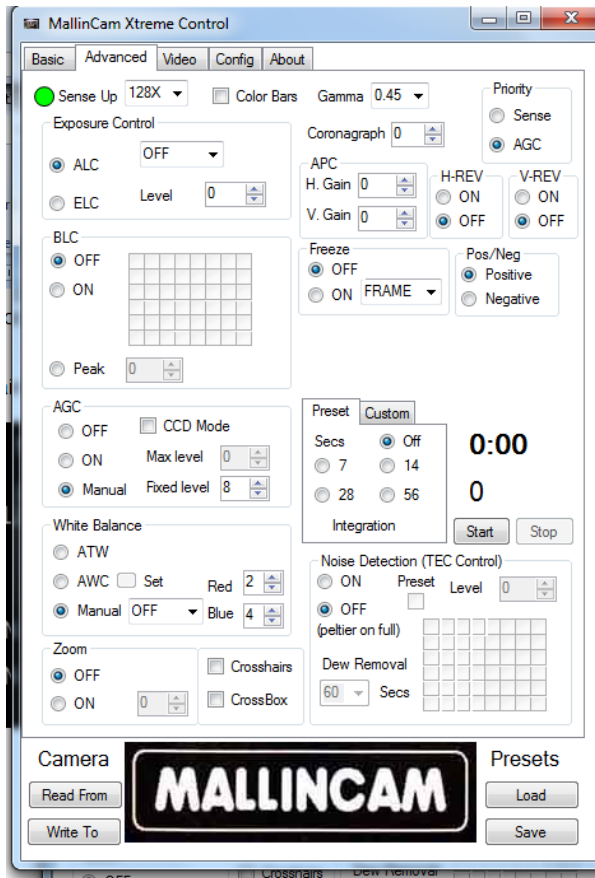 MallinCam Xtreme Control
Basic Advanced Video Config About
Sense Up 128X Color Bars Gamma 0.45
Priority
Sense
AGC
Exposure Control
ALC OFF
ELC Level 0
Coronagraph 0
APC
H. Gain 0
V. Gain 0
H-REV
ON
OFF
V-REV
ON
OFF
BLC
OFF
ON
Peak 0
Freeze
OFF
ON FRAME
Pos/Neg
Positive
Negative
AGC
OFF CCD Mode
ON Max level 0
Manual Fixed level 8
Preset Custom
Secs Off
7 14
28 56
Integration
0:00
0
Start Stop
White Balance
ATW
AWC Set Red 2
Manual OFF Blue 4
Noise Detection (TEC Control)
ON Preset Level 0
OFF
(peltier on full)
Dew Removal
60 Secs
Zoom
OFF
ON 0
Crosshairs
CrossBox
Camera
Read From
Write To
MALLINCAM
Presets
Load
Save
OFF Crosshairs Dew Removal